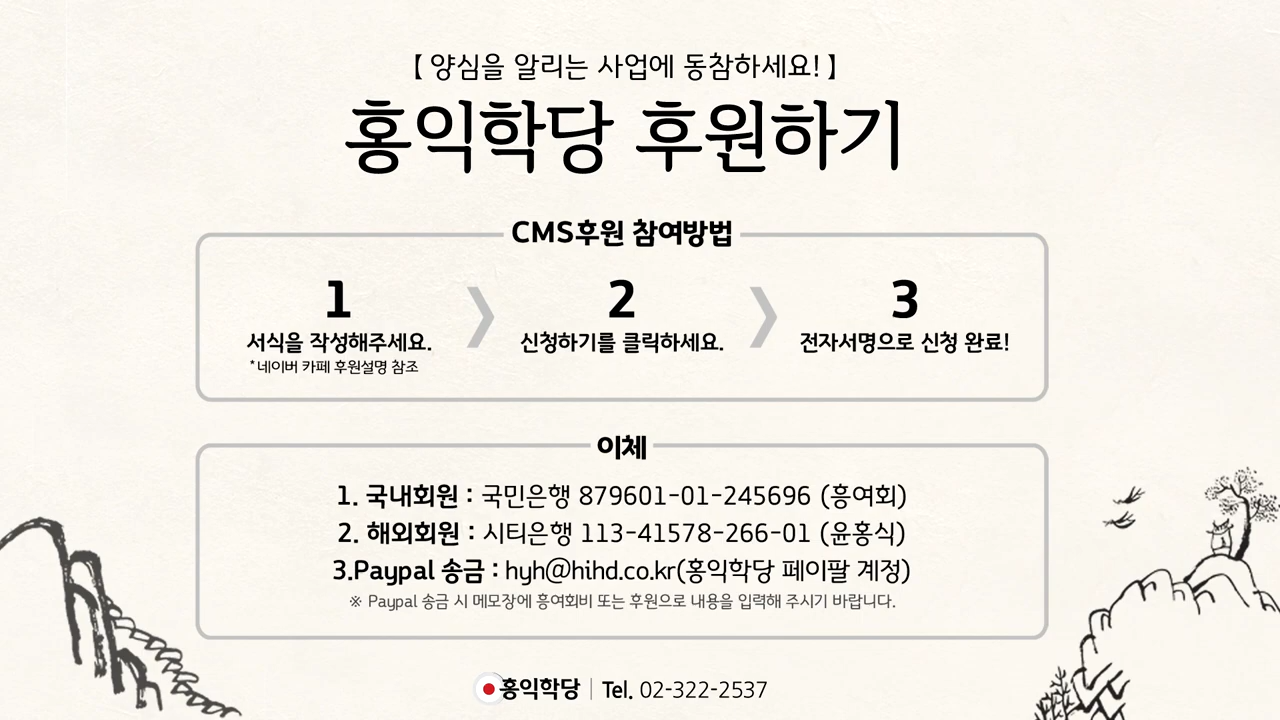 【 양심을 알리는 사업에 동참하세요! 】
홍익학당 후원하기
CMS후원 참여방법
1
서식을 작성해주세요.
*네이버 카페 후원설명 참조
2
신청하기를 클릭하세요.
3
전자서명으로 신청 완료!
이체
1. 국내회원 : 국민은행 879601-01-245696 (흥여회)
2. 해외회원 : 시티은행 113-41578-266-01 (윤홍식)
3.Paypal 송금 : hyh@hihd.co.kr(홍익학당 페이팔 계정)
※ Paypal 송금 시 메모장에 흥여회비 또는 후원으로 내용을 입력해 주시기 바랍니다.
홍익학당 | Tel. 02-322-2537